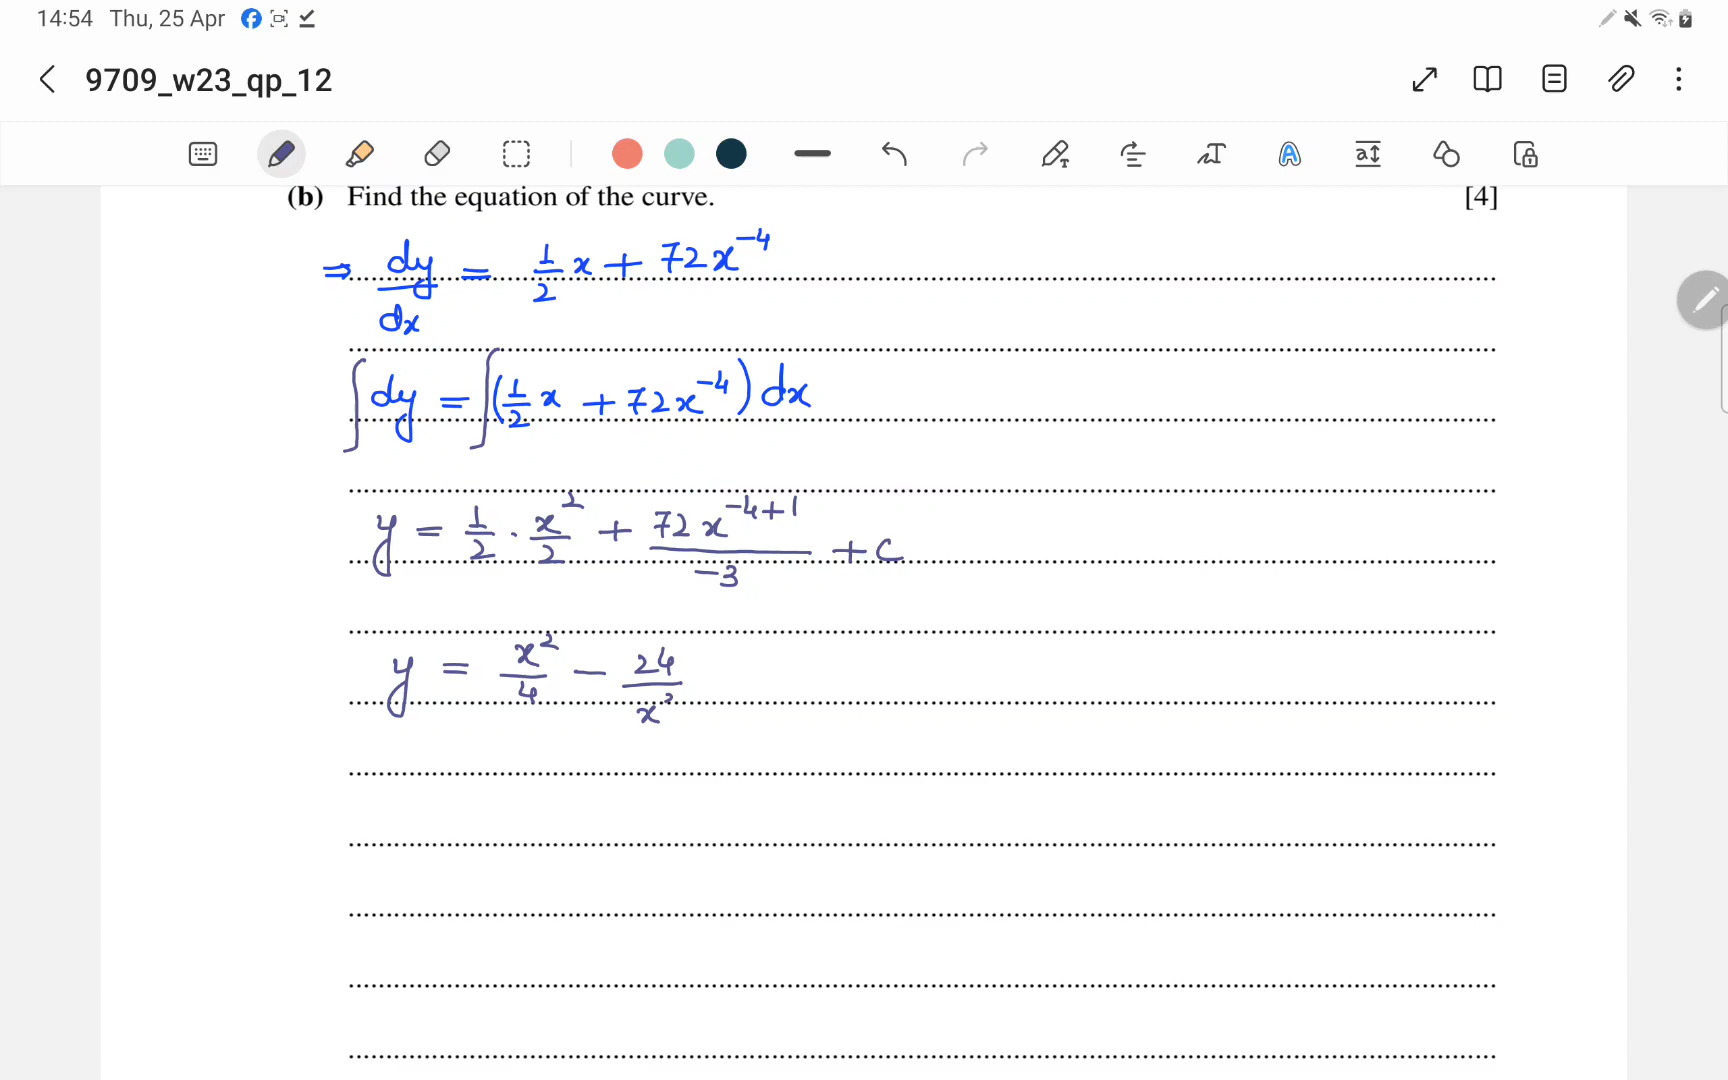 14:54 Thu, 25 Apr
9709_w23_qp_12
(b) Find the equation of the curve. [4]
⇒ dy/dx = 1/2 x + 72x^-4
∫dy = ∫(1/2 x + 72x^-4) dx
y = 1/2 · x^2/2 + 72x^(-4+1)/-3 + C
y = x^2/4 - 24/x^3